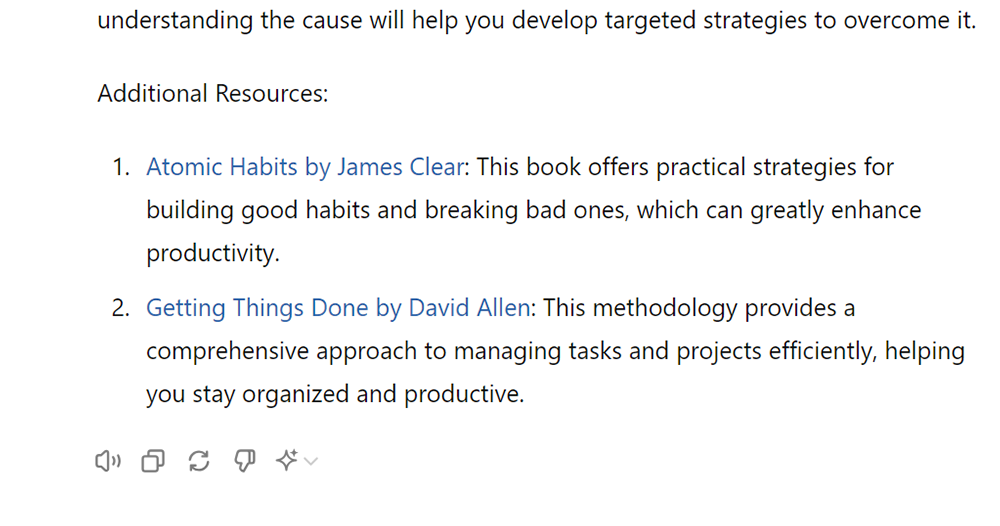 understanding the cause will help you develop targeted strategies to overcome it.
Additional Resources:
1. Atomic Habits by James Clear: This book offers practical strategies for
building good habits and breaking bad ones, which can greatly enhance
productivity.
2. Getting Things Done by David Allen: This methodology provides a
comprehensive approach to managing tasks and projects efficiently, helping
you stay organized and productive.